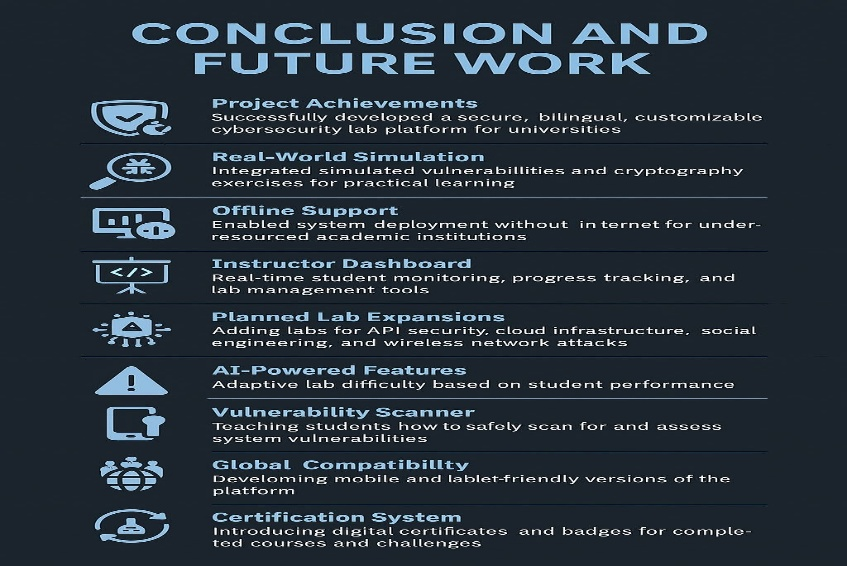 CONCLUSION AND
FUTURE WORK
Project Achievements
Successfully developed a secure, bilingual, customizable
cybersecurity lab platform for universities
Real-World Simulation
Integrated simulated vulnerabillities and cryptography
exercises for practical learning
Offline Support
Enabled system deployment without in ternet for under-
resourced academic institutions
Instructor Dashboard
Real-time student monitoring, progress tracking, and
lab management tools
Planned Lab Expansions
Adding labs for API security, cloud infrastructure, social
engineering, and wireless network attacks
AI-Powered Features
Adaptive lab difficulty based on student performance
Vulnerability Scanner
Teaching students how to safely scan for and assess
system vulnerabilities
Global Compatibillty
Develoming mobile and lablet-friendly versions of the
platform
Certification System
Introducing digital certificates and badges for comple-
ted courses and challenges